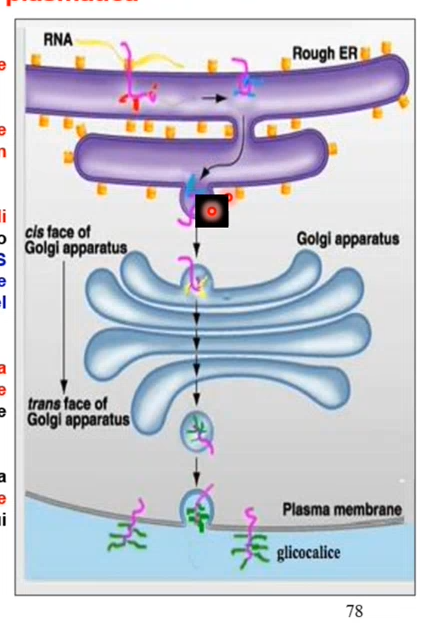 plasmatica
RNA
Rough ER
cis face of
Golgi apparatus
Golgi apparatus
trans face of
Golgi apparatus
Plasma membrane
glicocalice
78